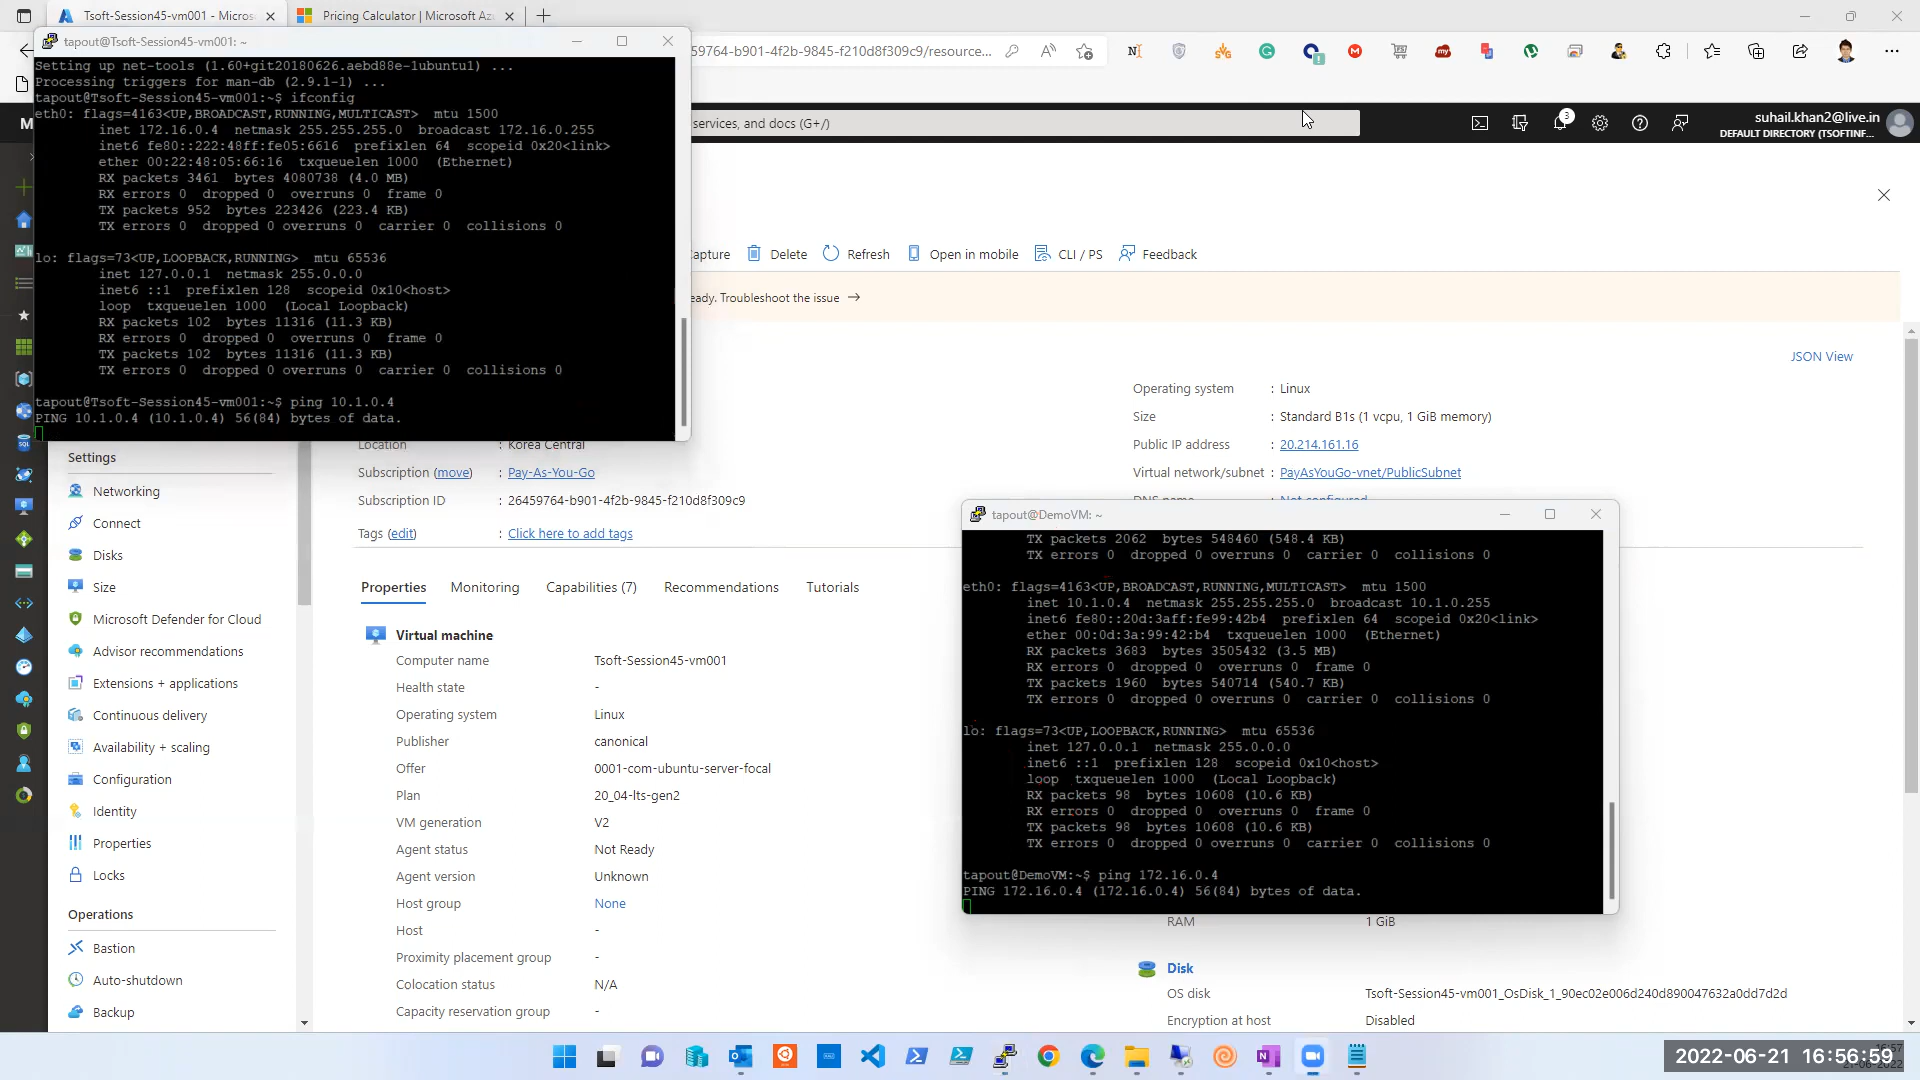 Tsoft-Session45-vm001 - Micros
Pricing Calculator | Microsoft Az
tapout@Tsoft-Session45-vm001: ~
59764-b901-4f2b-9845-f210d8f309c9/resource...
Setting up net-tools (1.60+git20180626.aebd88e-1ubuntu1) ...
Processing triggers for man-db (2.9.1-1) ...
tapout@Tsoft-Session45-vm001:~$ ifconfig
eth0: flags=4163<UP,BROADCAST,RUNNING,MULTICAST>  mtu 1500
inet 172.16.0.4  netmask 255.255.255.0  broadcast 172.16.0.255
inet6 fe80::222:48ff:fe05:6616  prefixlen 64  scopeid 0x20<link>
ether 00:22:48:05:66:16  txqueuelen 1000  (Ethernet)
RX packets 3461  bytes 4080738 (4.0 MB)
RX errors 0  dropped 0  overruns 0  frame 0
TX packets 952  bytes 223426 (223.4 KB)
TX errors 0  dropped 0 overruns 0  carrier 0  collisions 0
lo: flags=73<UP,LOOPBACK,RUNNING>  mtu 65536
inet 127.0.0.1  netmask 255.0.0.0
inet6 ::1  prefixlen 128  scopeid 0x10<host>
loop  txqueuelen 1000  (Local Loopback)
RX packets 102  bytes 11316 (11.3 KB)
RX errors 0  dropped 0  overruns 0  frame 0
TX packets 102  bytes 11316 (11.3 KB)
TX errors 0  dropped 0 overruns 0  carrier 0  collisions 0
tapout@Tsoft-Session45-vm001:~$ ping 10.1.0.4
PING 10.1.0.4 (10.1.0.4) 56(84) bytes of data.
M
services, and docs (G+/)
3
suhail.khan2@live.in
DEFAULT DIRECTORY (TSOFTINF...
apture
Delete
Refresh
Open in mobile
CLI / PS
Feedback
eady. Troubleshoot the issue →
JSON View
Operating system : Linux
Size : Standard B1s (1 vcpu, 1 GiB memory)
Public IP address : 20.214.161.16
Virtual network/subnet : PayAsYouGo-vnet/PublicSubnet
DNS name : Not configured
Location : Korea Central
Subscription (move) : Pay-As-You-Go
Subscription ID : 26459764-b901-4f2b-9845-f210d8f309c9
Tags (edit) : Click here to add tags
Settings
Networking
Connect
Disks
Size
Microsoft Defender for Cloud
Advisor recommendations
Extensions + applications
Continuous delivery
Availability + scaling
Configuration
Identity
Properties
Locks
Operations
Bastion
Auto-shutdown
Backup
Properties
Monitoring
Capabilities (7)
Recommendations
Tutorials
Virtual machine
Computer name Tsoft-Session45-vm001
Health state -
Operating system Linux
Publisher canonical
Offer 0001-com-ubuntu-server-focal
Plan 20_04-lts-gen2
VM generation V2
Agent status Not Ready
Agent version Unknown
Host group None
Host -
Proximity placement group -
Colocation status N/A
Capacity reservation group -
tapout@DemoVM: ~
TX packets 2062  bytes 548460 (548.4 KB)
TX errors 0  dropped 0 overruns 0  carrier 0  collisions 0
eth0: flags=4163<UP,BROADCAST,RUNNING,MULTICAST>  mtu 1500
inet 10.1.0.4  netmask 255.255.255.0  broadcast 10.1.0.255
inet6 fe80::20d:3aff:fe99:42b4  prefixlen 64  scopeid 0x20<link>
ether 00:0d:3a:99:42:b4  txqueuelen 1000  (Ethernet)
RX packets 3683  bytes 3505432 (3.5 MB)
RX errors 0  dropped 0  overruns 0  frame 0
TX packets 1960  bytes 540714 (540.7 KB)
TX errors 0  dropped 0 overruns 0  carrier 0  collisions 0
lo: flags=73<UP,LOOPBACK,RUNNING>  mtu 65536
inet 127.0.0.1  netmask 255.0.0.0
inet6 ::1  prefixlen 128  scopeid 0x10<host>
loop  txqueuelen 1000  (Local Loopback)
RX packets 98  bytes 10608 (10.6 KB)
RX errors 0  dropped 0  overruns 0  frame 0
TX packets 98  bytes 10608 (10.6 KB)
TX errors 0  dropped 0 overruns 0  carrier 0  collisions 0
tapout@DemoVM:~$ ping 172.16.0.4
PING 172.16.0.4 (172.16.0.4) 56(84) bytes of data.
RAM 1 GiB
Disk
OS disk Tsoft-Session45-vm001_OsDisk_1_90ec02e006d240d890047632a0dd7d2d
Encryption at host Disabled
2022-06-21 16:56:59